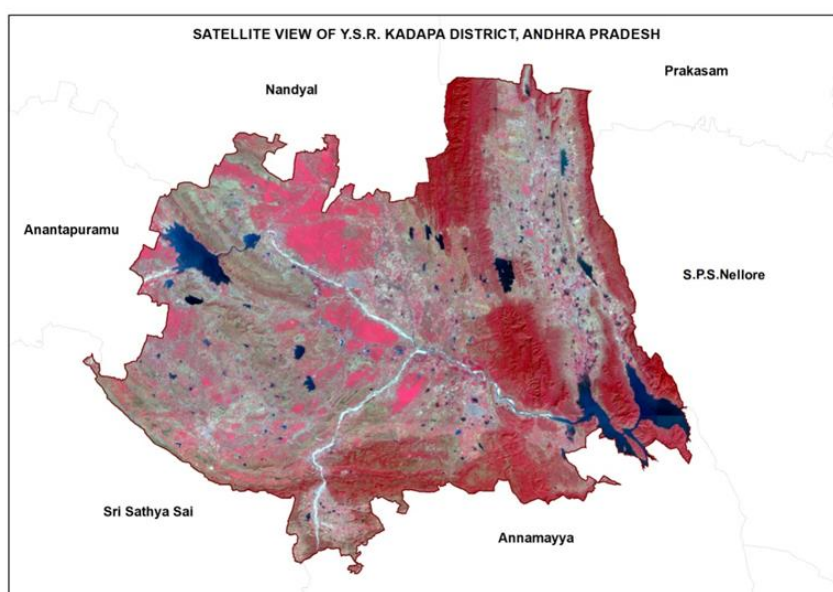 SATELLITE VIEW OF Y.S.R. KADAPA DISTRICT, ANDHRA PRADESH
Prakasam
Nandyal
Anantapuramu
S.P.S.Nellore
Sri Sathya Sai
Annamayya